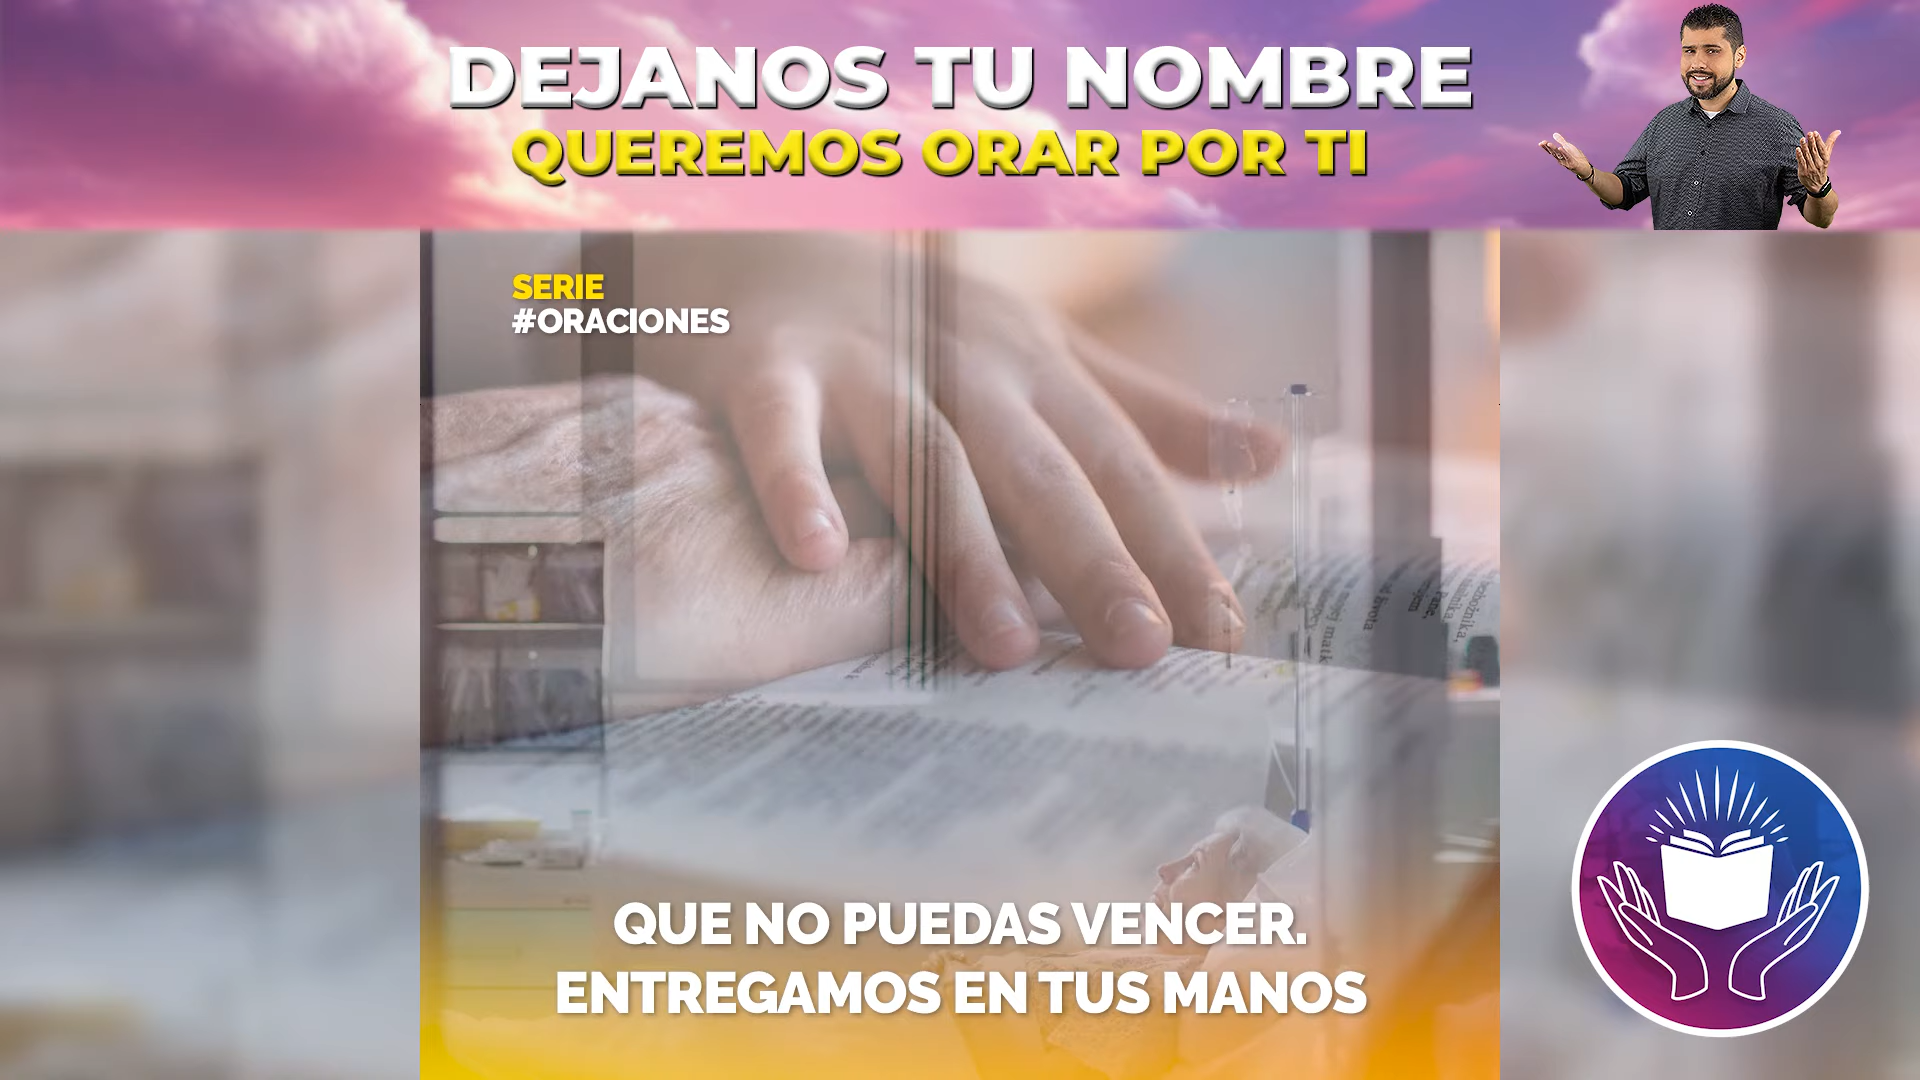 DEJANOS TU NOMBRE
QUEREMOS ORAR POR TI
SERIE
#ORACIONES
QUE NO PUEDAS VENCER.
ENTREGAMOS EN TUS MANOS